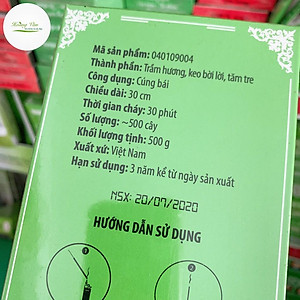 Mã sản phẩm: 040109004
Thành phần: Trầm hương, keo bời lời, tăm tre
Công dụng: Cúng bái
Chiều dài: 30 cm
Thời gian cháy: 30 phút
Số lượng: ~500 cây
Khối lượng tịnh: 500 g
Xuất xứ: Việt Nam
Hạn sử dụng: 3 năm kể từ ngày sản xuất
NSX: 20/07/2020
HƯỚNG DẪN SỬ DỤNG
1
2